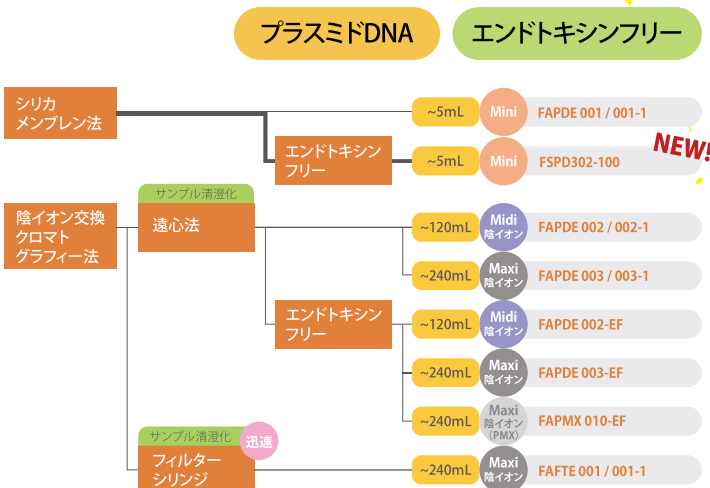 プラスミドDNA
エンドトキシンフリー
シリカ
メンブレン法
~5mL
Mini
FAPDE 001 / 001-1
NEW!
エンドトキシン
フリー
~5mL
Mini
FSPD302-100
陰イオン交換
クロマト
グラフィー法
サンプル清澄化
遠心法
~120mL
Midi
陰イオン
FAPDE 002 / 002-1
~240mL
Maxi
陰イオン
FAPDE 003 / 003-1
エンドトキシン
フリー
~120mL
Midi
陰イオン
FAPDE 002-EF
~240mL
Maxi
陰イオン
FAPDE 003-EF
~240mL
Maxi
陰イオン
(PMX)
FAPMX 010-EF
サンプル清澄化
迅速
フィルター
シリンジ
~240mL
Maxi
陰イオン
FAFTE 001 / 001-1